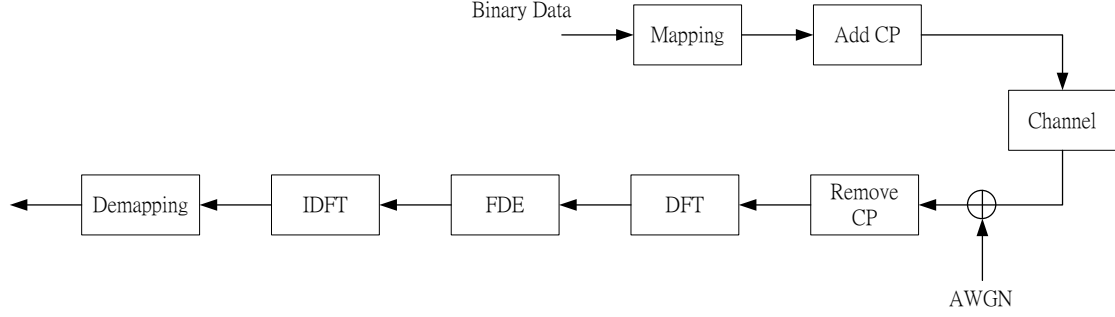 Binary Data
Mapping
Add CP
Channel
Demapping
IDFT
FDE
DFT
Remove
CP
AWGN